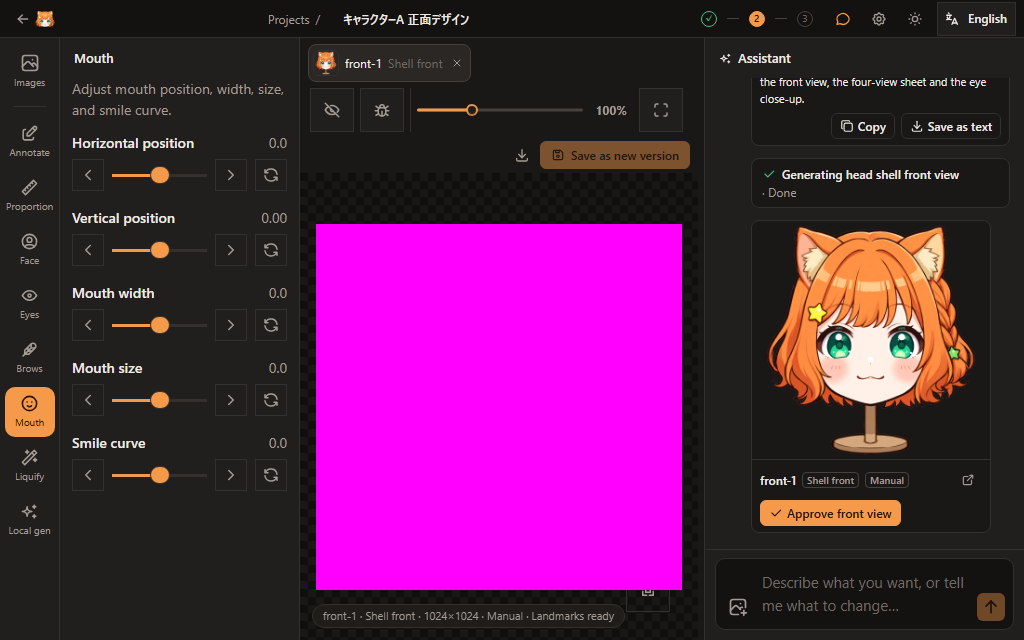 Projects /
キャラクターA 正面デザイン
2
3
English
Images
Annotate
Proportion
Face
Eyes
Brows
Mouth
Liquify
Local gen
Mouth
Adjust mouth position, width, size,
and smile curve.
Horizontal position 0.0
Vertical position 0.00
Mouth width 0.0
Mouth size 0.0
Smile curve 0.0
front-1 Shell front
100%
Save as new version
front-1 · Shell front · 1024×1024 · Manual · Landmarks ready
Assistant
the front view, the four-view sheet and the eye
close-up.
Copy
Save as text
Generating head shell front view
· Done
front-1 Shell front Manual
Approve front view
Describe what you want, or tell
me what to change...